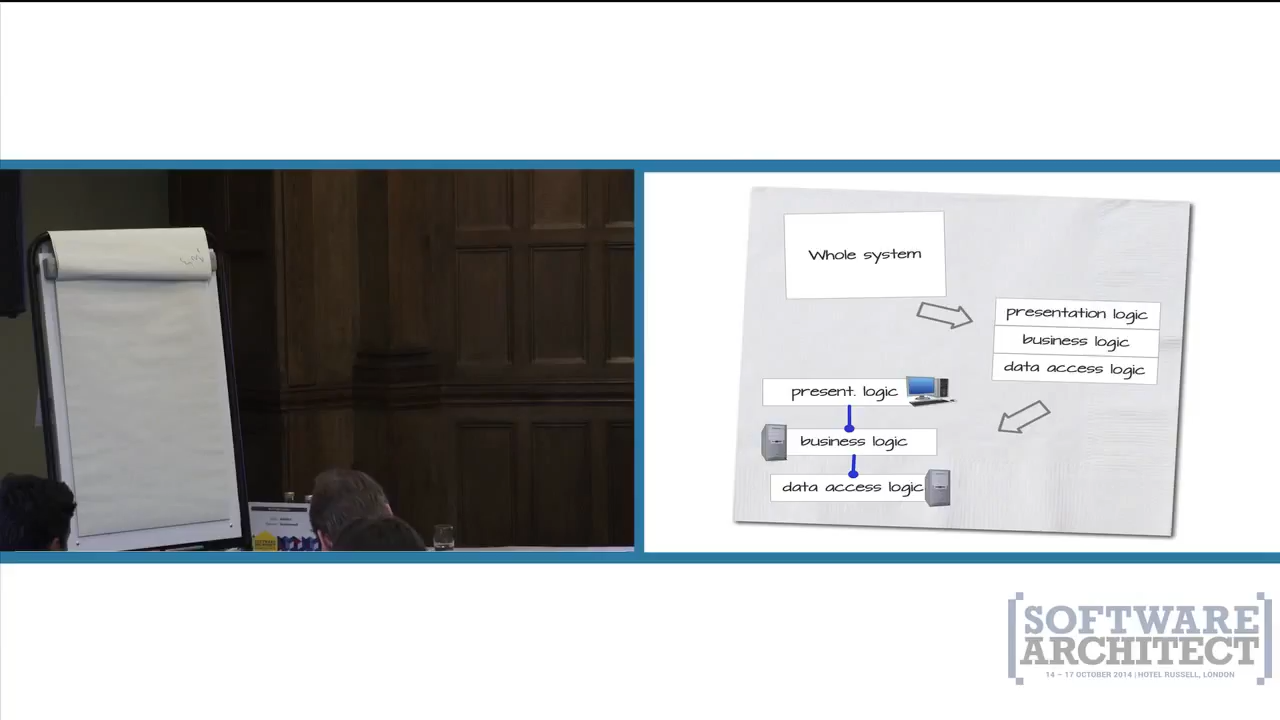 Whole system
presentation logic
business logic
data access logic
present. logic
business logic
data access logic
SOFTWARE
ARCHITECT
14 – 17 OCTOBER 2014 | HOTEL RUSSELL, LONDON